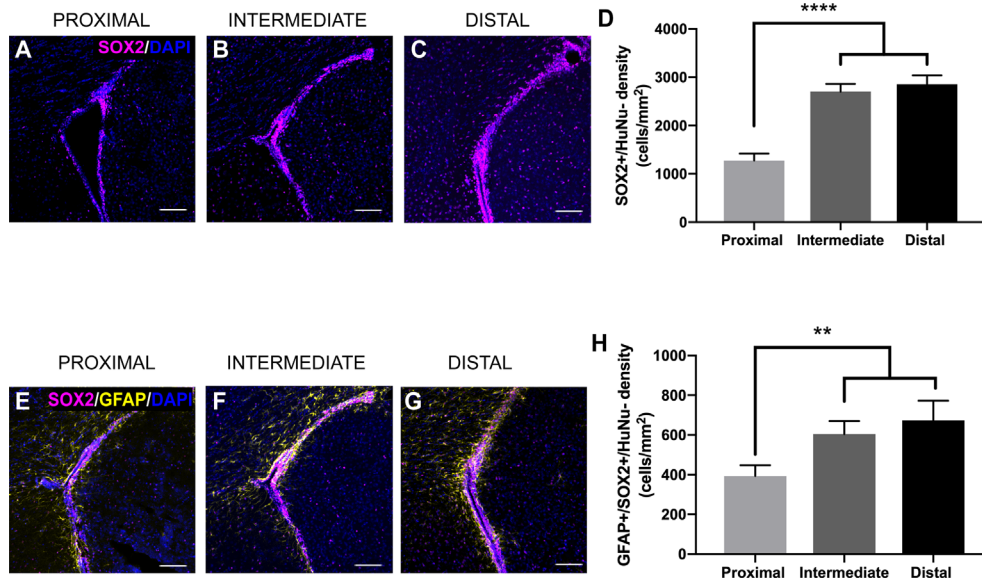 PROXIMAL INTERMEDIATE DISTAL
A SOX2/DAPI B C
D
****
SOX2+/HuNu- density
(cells/mm²)
4000
3000
2000
1000
0
Proximal Intermediate Distal
PROXIMAL INTERMEDIATE DISTAL
E SOX2/GFAP/DAPI F G
H
**
GFAP+/SOX2+/HuNu- density
(cells/mm²)
1000
800
600
400
200
0
Proximal Intermediate Distal